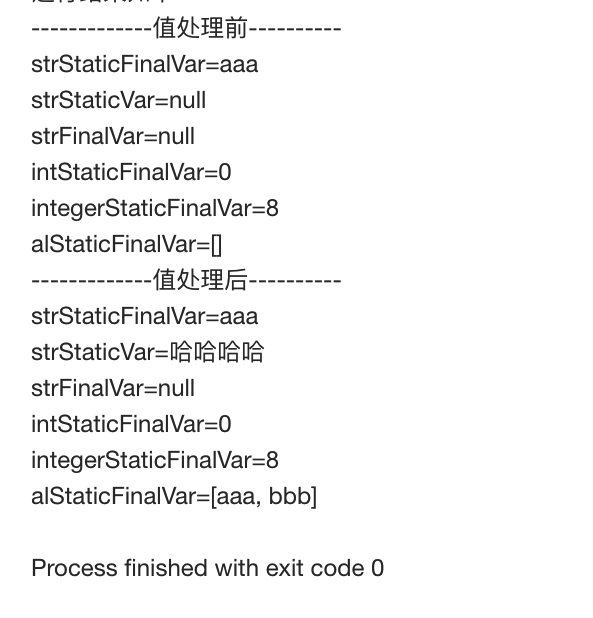 -------------值处理前----------
strStaticFinalVar=aaa
strStaticVar=null
strFinalVar=null
intStaticFinalVar=0
integerStaticFinalVar=8
alStaticFinalVar=[]
-------------值处理后----------
strStaticFinalVar=aaa
strStaticVar=哈哈哈哈
strFinalVar=null
intStaticFinalVar=0
integerStaticFinalVar=8
alStaticFinalVar=[aaa, bbb]
Process finished with exit code 0